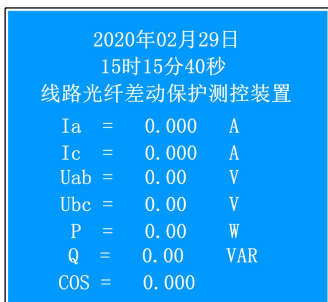 2020年02月29日
15时15分40秒
线路光纤差动保护测控装置
Ia = 0.000 A
Ic = 0.000 A
Uab = 0.00 V
Ubc = 0.00 V
P = 0.00 W
Q = 0.00 VAR
COS = 0.000